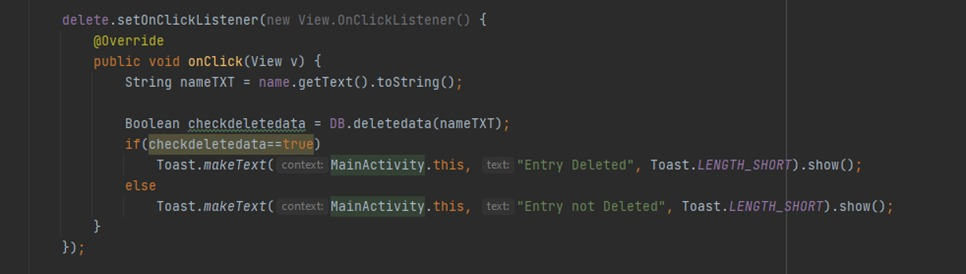 delete.setOnClickListener(new View.OnClickListener() {
@Override
public void onClick(View v) {
String nameTXT = name.getText().toString();
Boolean checkdeletedata = DB.deletedata(nameTXT);
if(checkdeletedata==true)
Toast.makeText( context: MainActivity.this, text: "Entry Deleted", Toast.LENGTH_SHORT).show();
else
Toast.makeText( context: MainActivity.this, text: "Entry not Deleted", Toast.LENGTH_SHORT).show();
}
});